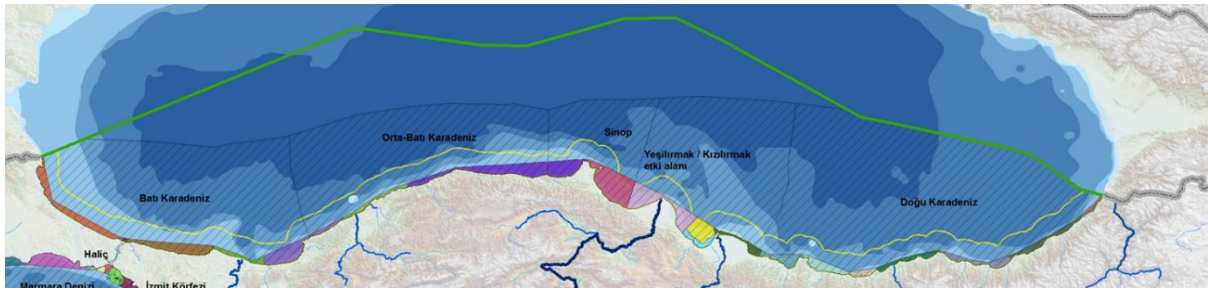 Sinop
Orta-Batı Karadeniz
Yeşilırmak / Kızılırmak
etki alanı
Batı Karadeniz
Doğu Karadeniz
Haliç
Marmara Denizi
İzmit Körfezi